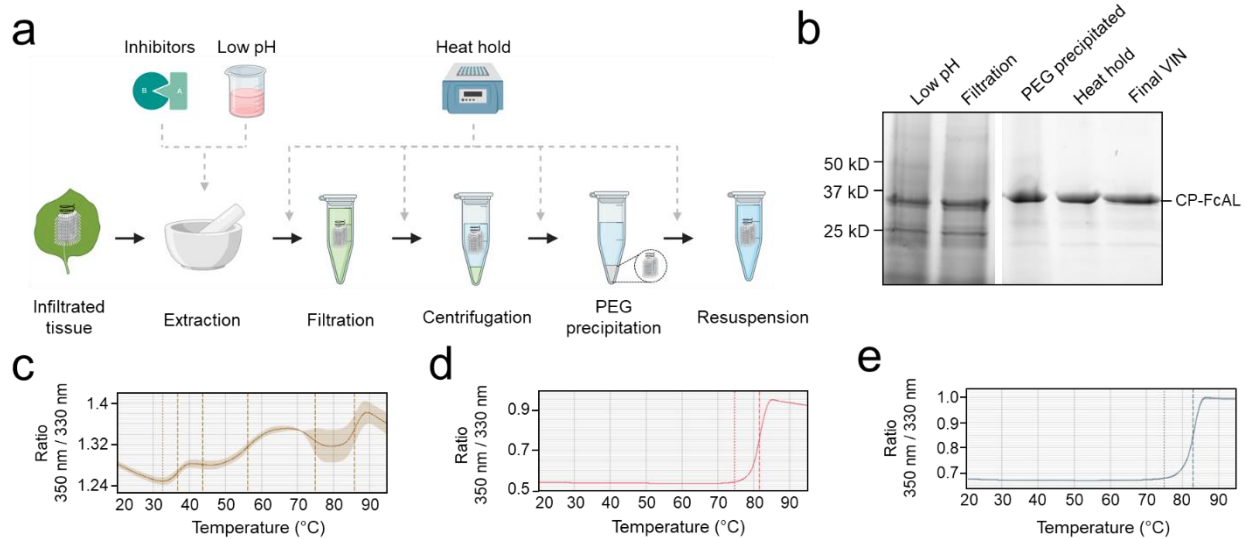 a
Inhibitors
Low pH
Heat hold
B
A
Infiltrated
tissue
Extraction
Filtration
Centrifugation
PEG
precipitation
Resuspension
b
Low pH
Filtration
PEG precipitated
Heat hold
Final VIN
50 kD
37 kD
25 kD
CP-FcAL
c
Ratio
350 nm / 330 nm
1.4
1.32
1.24
20 30 40 50 60 70 80 90
Temperature (°C)
d
Ratio
350 nm / 330 nm
0.9
0.7
0.5
20 30 40 50 60 70 80 90
Temperature (°C)
e
Ratio
350 nm / 330 nm
1.0
0.9
0.8
0.7
20 30 40 50 60 70 80 90
Temperature (°C)